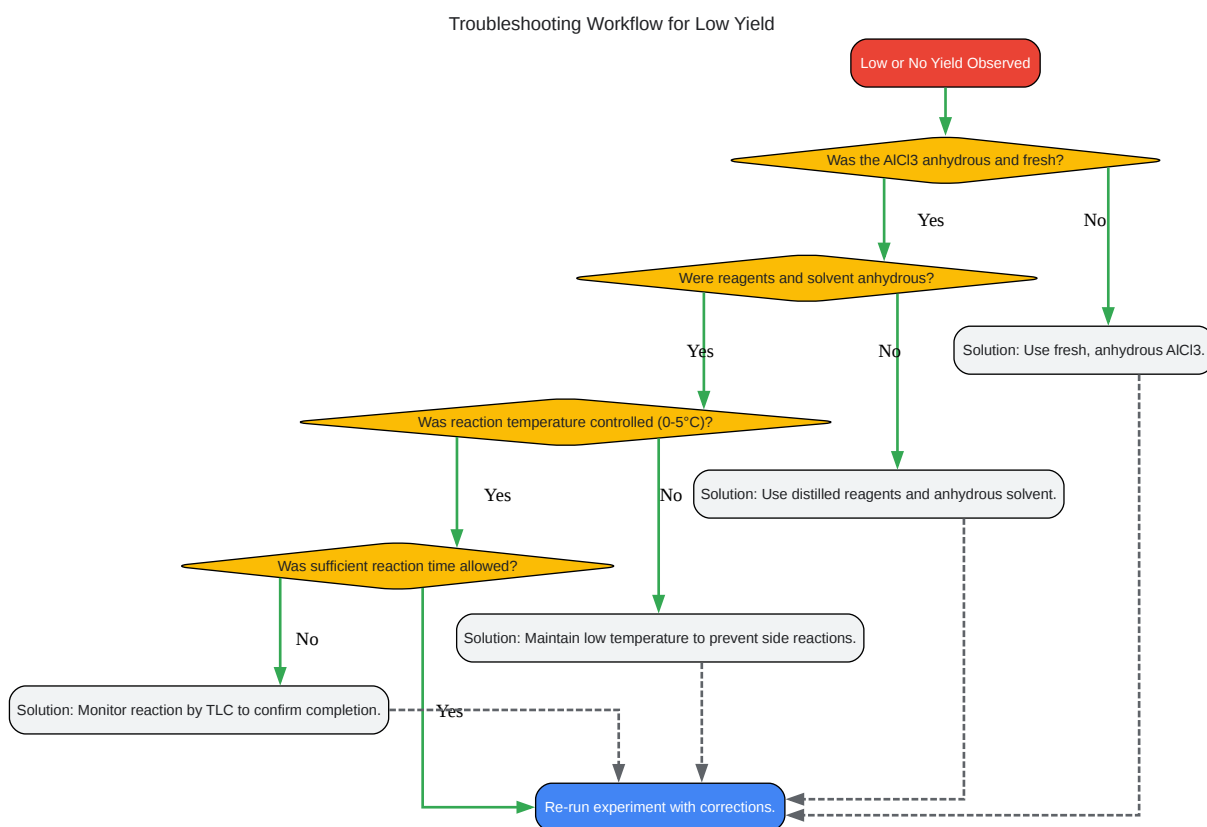 Troubleshooting Workflow for Low Yield
Low or No Yield Observed
Was the AlCl3 anhydrous and fresh?
Yes
No
Were reagents and solvent anhydrous?
Yes
No
Solution: Use fresh, anhydrous AlCl3.
Was reaction temperature controlled (0-5°C)?
Yes
No
Solution: Use distilled reagents and anhydrous solvent.
Was sufficient reaction time allowed?
No
Solution: Maintain low temperature to prevent side reactions.
Solution: Monitor reaction by TLC to confirm completion.
Yes
Re-run experiment with corrections.